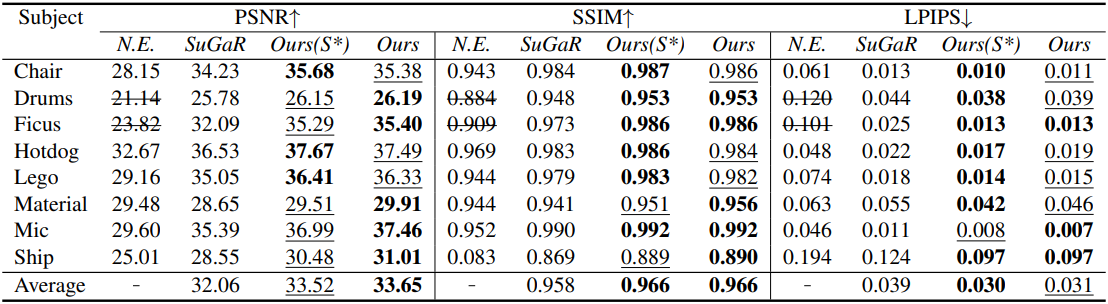 Subject PSNR↑ SSIM↑ LPIPS↓
N.E. SuGaR Ours(S*) Ours N.E. SuGaR Ours(S*) Ours N.E. SuGaR Ours(S*) Ours
Chair 28.15 34.23 35.68 35.38 0.943 0.984 0.987 0.986 0.061 0.013 0.010 0.011
Drums 21.14 25.78 26.15 26.19 0.884 0.948 0.953 0.953 0.120 0.044 0.038 0.039
Ficus 23.82 32.09 35.29 35.40 0.909 0.973 0.986 0.986 0.101 0.025 0.013 0.013
Hotdog 32.67 36.53 37.67 37.49 0.969 0.983 0.986 0.984 0.048 0.022 0.017 0.019
Lego 29.16 35.05 36.41 36.33 0.944 0.979 0.983 0.982 0.074 0.018 0.014 0.015
Material 29.48 28.65 29.51 29.91 0.944 0.941 0.951 0.956 0.063 0.055 0.042 0.046
Mic 29.60 35.39 36.99 37.46 0.952 0.990 0.992 0.992 0.046 0.011 0.008 0.007
Ship 25.01 28.55 30.48 31.01 0.083 0.869 0.889 0.890 0.194 0.124 0.097 0.097
Average - 32.06 33.52 33.65 - 0.958 0.966 0.966 - 0.039 0.030 0.031